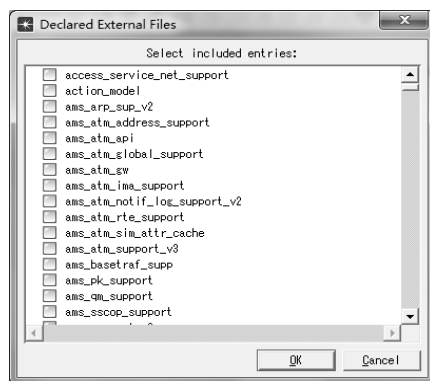 Declared External Files
Select included entries:
access_service_net_support
action_model
ams_arp_sup_v2
ams_atm_address_support
ams_atm_api
ams_atm_global_support
ams_atm_gw
ams_atm_ima_support
ams_atm_notif_log_support_v2
ams_atm_rte_support
ams_atm_sim_attr_cache
ams_atm_support_v3
ams_basetraf_supp
ams_pk_support
ams_qm_support
ams_sscop_support
OK Cancel